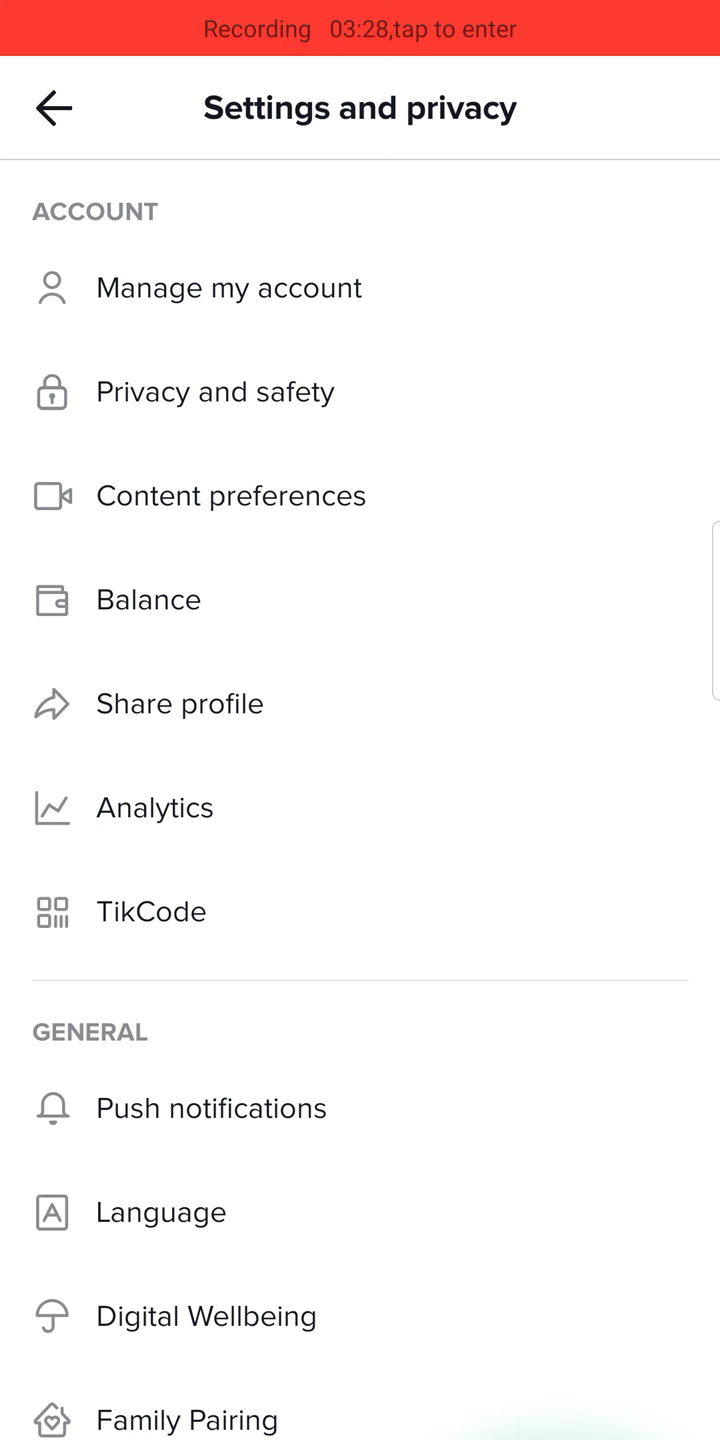 Recording 03:28,tap to enter
Settings and privacy
ACCOUNT
Manage my account
Privacy and safety
Content preferences
Balance
Share profile
Analytics
TikCode
GENERAL
Push notifications
A Language
Digital Wellbeing
Family Pairing